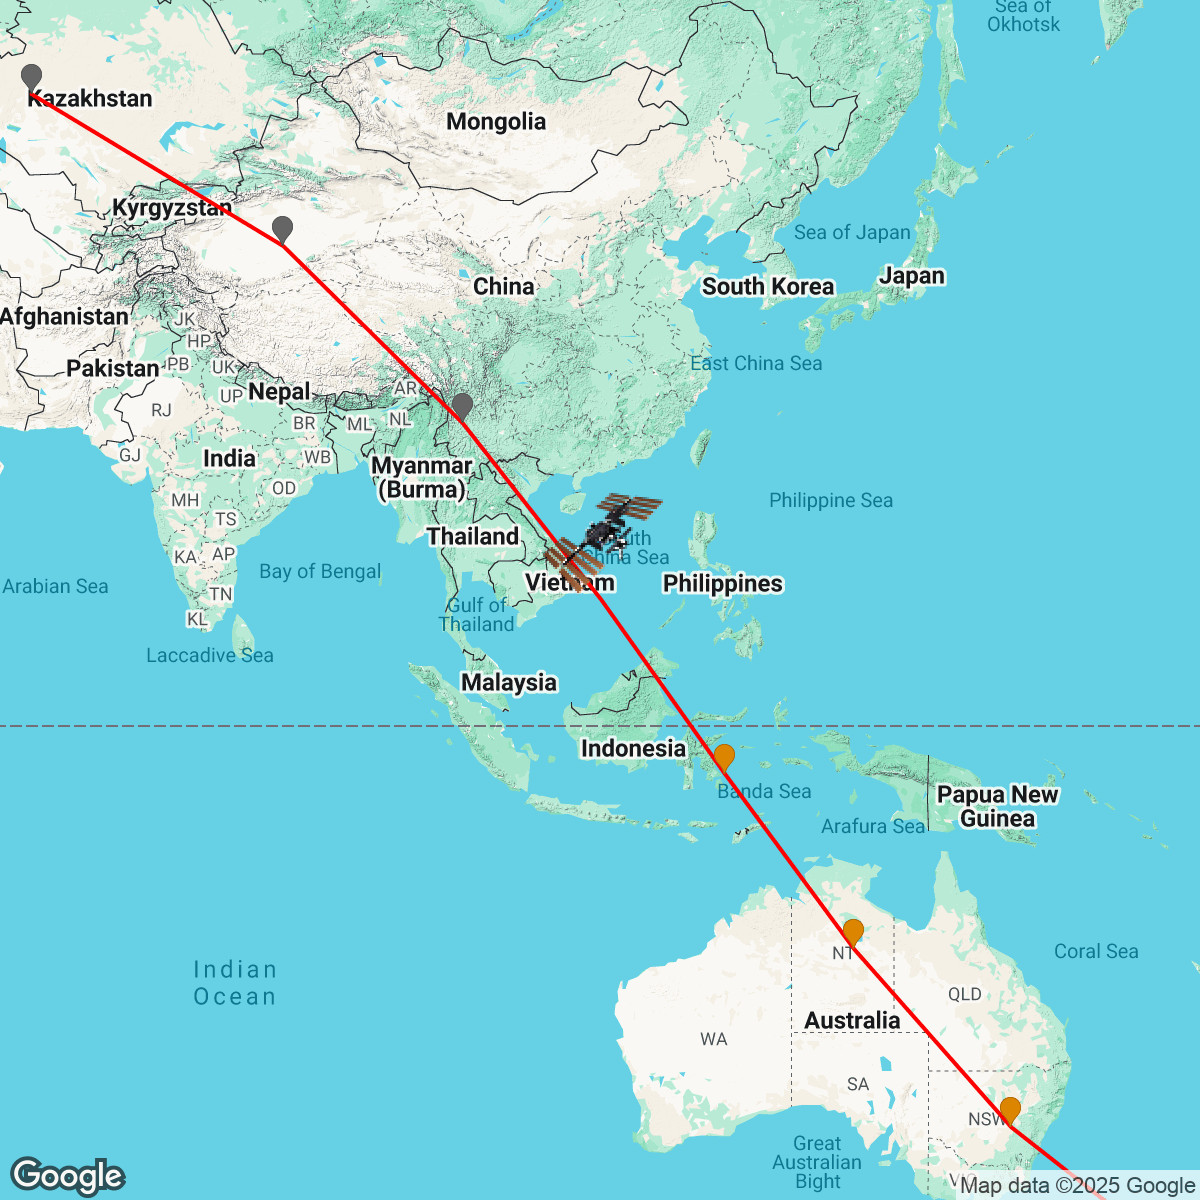 Sea of
Okhotsk
Kazakhstan
Mongolia
Kyrgyzstan
Sea of Japan
Japan
South Korea
China
Afghanistan
JK
HP
East China Sea
Pakistan
PB
UK
Nepal
AR
UP
RJ
BR
ML
NL
GJ
India
WB
Myanmar
(Burma)
OD
MH
Philippine Sea
TS
Thailand
South
China Sea
KA
AP
Arabian Sea
Bay of Bengal
Vietnam
Philippines
TN
Gulf of
Thailand
KL
Laccadive Sea
Malaysia
Indonesia
Banda Sea
Papua New
Guinea
Arafura Sea
NT
Coral Sea
Indian
Ocean
QLD
Australia
WA
SA
NSW
Great
Australian
Bight
VIC
Google
Map data ©2025 Google